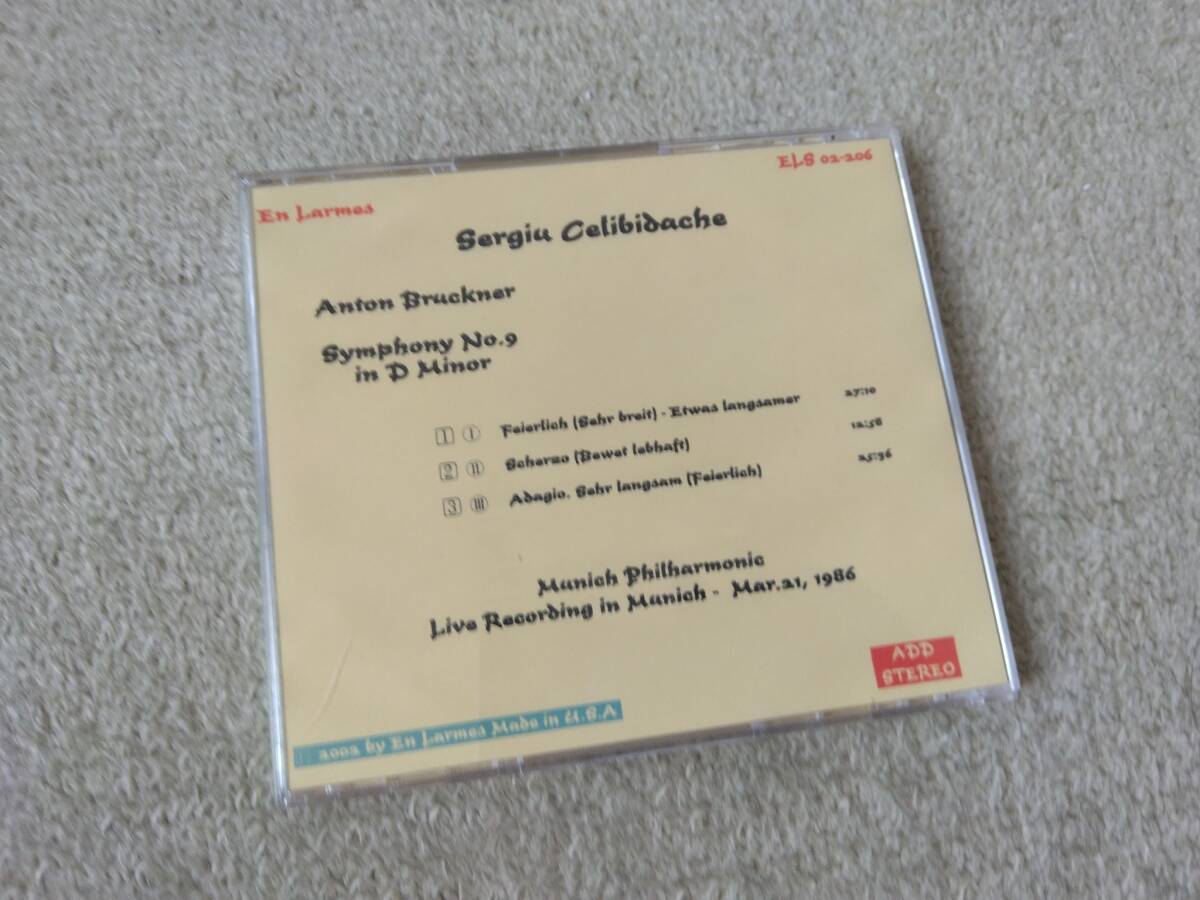 En Larmes
ELS 02-206
Sergiu Celibidache
Anton Bruckner
Symphony No.9
in D Minor
1 I Feierlich (Sehr breit) - Etwas langsamer 27:10
2 II Scherzo (Bewet lebhaft) 12:58
3 III Adagio. Sehr langsam (Feierlich) 25:36
Munich Philharmonic
Live Recording in Munich - Mar.21, 1986
ADD
STEREO
2002 by En Larmes Made in U.S.A